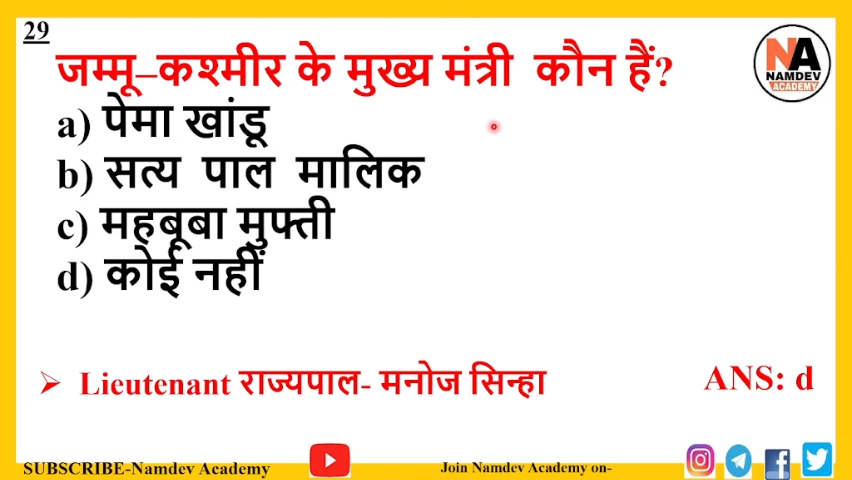 29
जम्मू–कश्मीर के मुख्य मंत्री कौन हैं?
NA
NAMDEV
ACADEMY
a) पेमा खांडू
b) सत्य पाल मालिक
c) महबूबा मुफ्ती
d) कोई नहीं
➢ Lieutenant राज्यपाल- मनोज सिन्हा
ANS: d
SUBSCRIBE-Namdev Academy
Join Namdev Academy on-